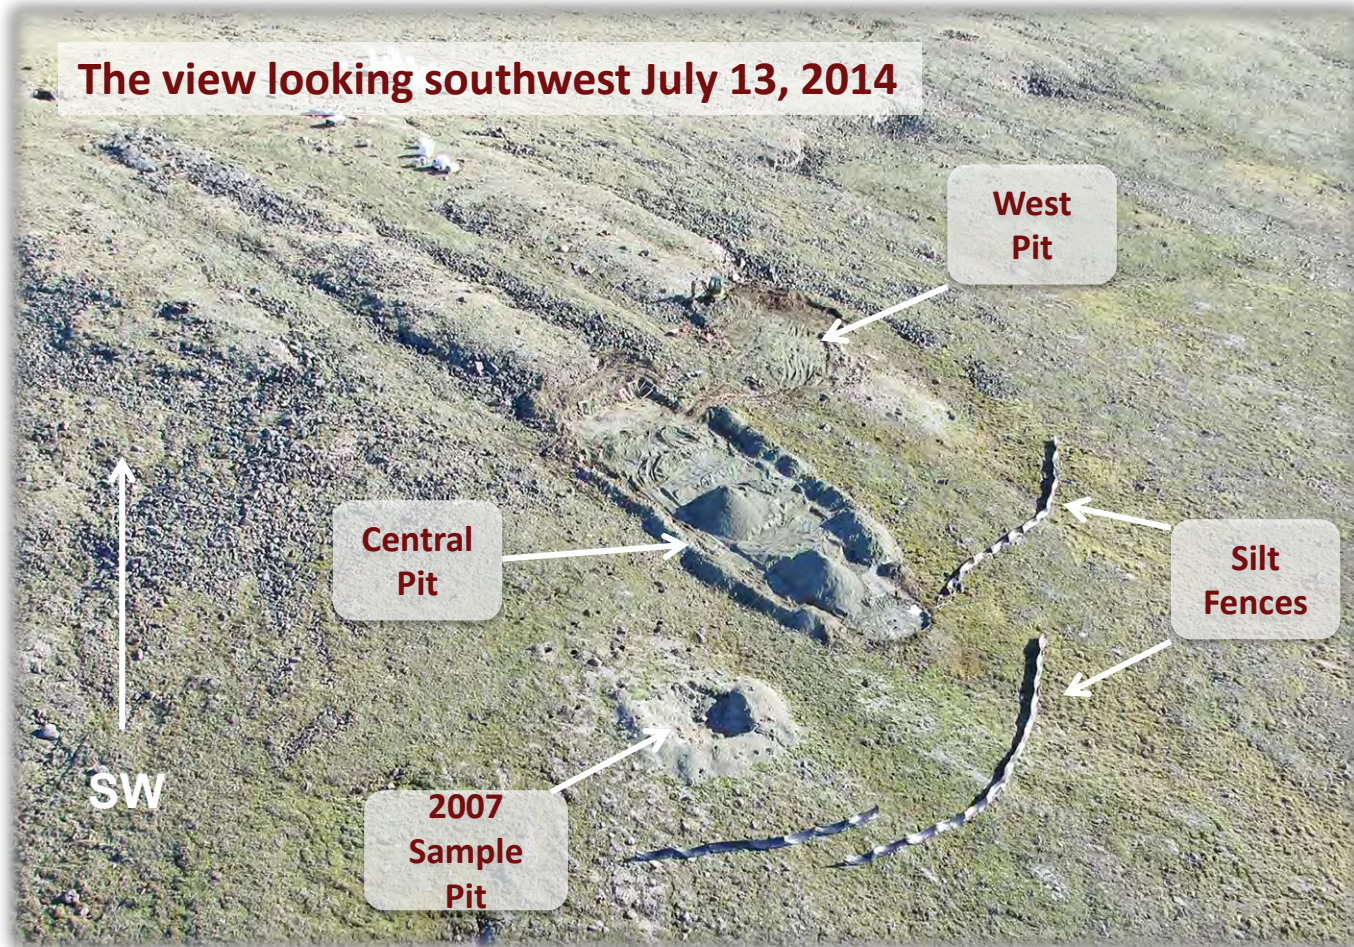 The view looking southwest July 13, 2014
West
Pit
Central
Pit
Silt
Fences
SW
2007
Sample
Pit